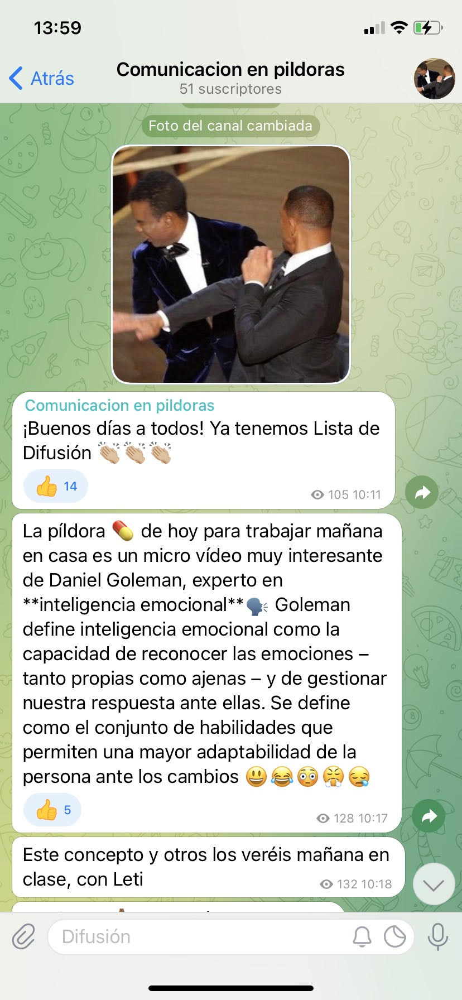 13:59
Atrás
Comunicacion en pildoras
51 suscriptores
Foto del canal cambiada
Comunicacion en pildoras
¡Buenos días a todos! Ya tenemos Lista de
Difusión 👏🏼👏🏼👏🏼
👍 14
105 10:11
La píldora 💊 de hoy para trabajar mañana
en casa es un micro vídeo muy interesante
de Daniel Goleman, experto en
**inteligencia emocional**🗣 Goleman
define inteligencia emocional como la
capacidad de reconocer las emociones –
tanto propias como ajenas – y de gestionar
nuestra respuesta ante ellas. Se define
como el conjunto de habilidades que
permiten una mayor adaptabilidad de la
persona ante los cambios 😃😂😳😤😪
👍 5
128 10:17
Este concepto y otros los veréis mañana en
clase, con Leti
132 10:18
Difusión